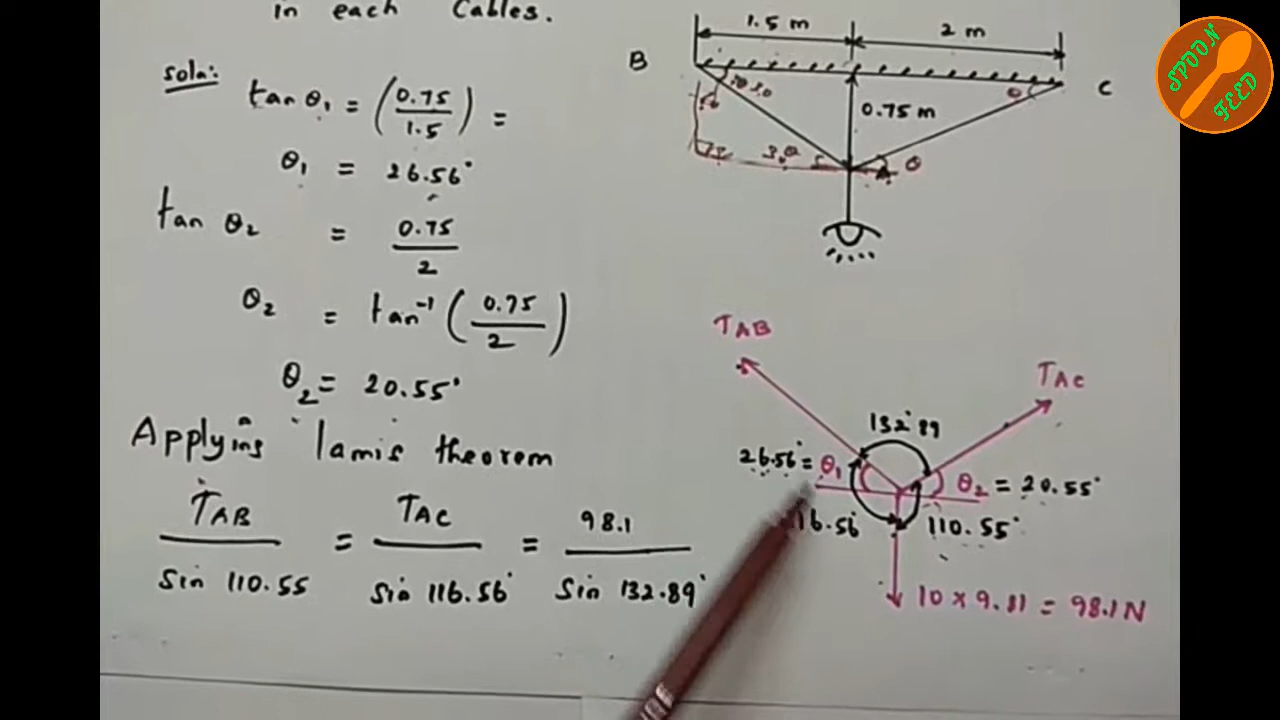 in each Cables.
soln:
tan θ₁ = (0.75/1.5) =
θ₁ = 26.56°
tan θ₂ = 0.75/2
θ₂ = tan⁻¹ (0.75/2)
θ₂ = 20.55°
Applying lamis theorem
TAB/sin 110.55 = TAC/sin 116.56° = 98.1/sin 132.89°
1.5 m
2 m
B
C
0.75 m
θ
θ
TAB
TAC
132°89
26.56° = θ₁
θ₂ = 20.55°
16.56°
110.55°
10 × 9.81 = 98.1 N
SPOON
FEED